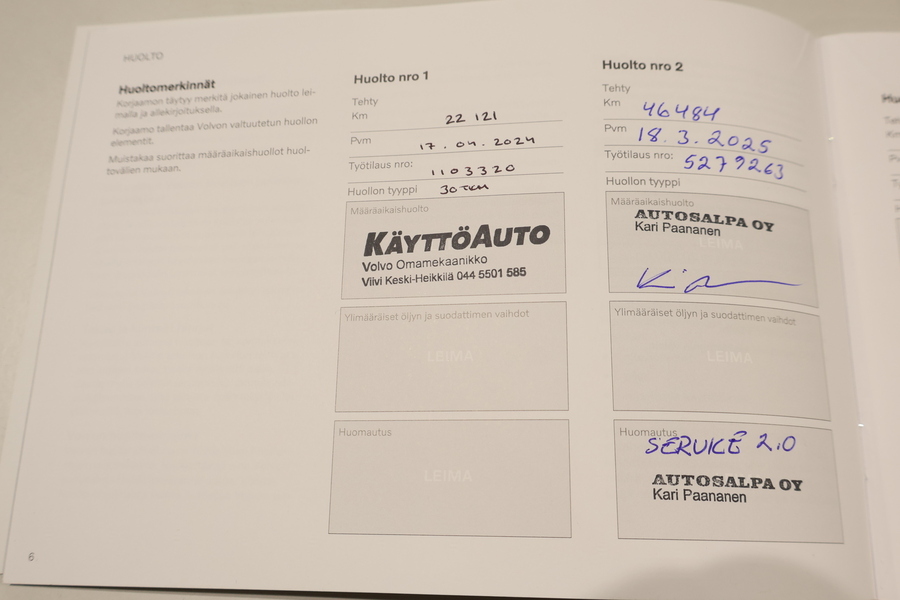 HUOLTO
Huoltomerkinnät
Korjaamon täytyy merkitä jokainen huolto lei-
malla ja allekirjoituksella.
Korjaamo tallentaa Volvon valtuutetun huollon
elementit.
Muistakaa suorittaa määräaikaishuollot huol-
tovälien mukaan.
6
Huolto nro 1
Tehty
Km 22 121
Pvm 17.04.2024
Työtilaus nro: 1103320
Huollon tyyppi 30 TKM
Määräaikaishuolto
KÄYTTÖAUTO
Volvo Omamekaanikko
Viivi Keski-Heikkilä 044 5501 585
Ylimääräiset öljyn ja suodattimen vaihdot
LEIMA
Huomautus
LEIMA
Huolto nro 2
Tehty
Km 46484
Pvm 18.3.2025
Työtilaus nro: 5279263
Huollon tyyppi
Määräaikaishuolto
AUTOSALPA OY
Kari Paananen
LEIMA
Ylimääräiset öljyn ja suodattimen vaihdot
LEIMA
Huomautus
SERVICE 2.0
AUTOSALPA OY
Kari Paananen